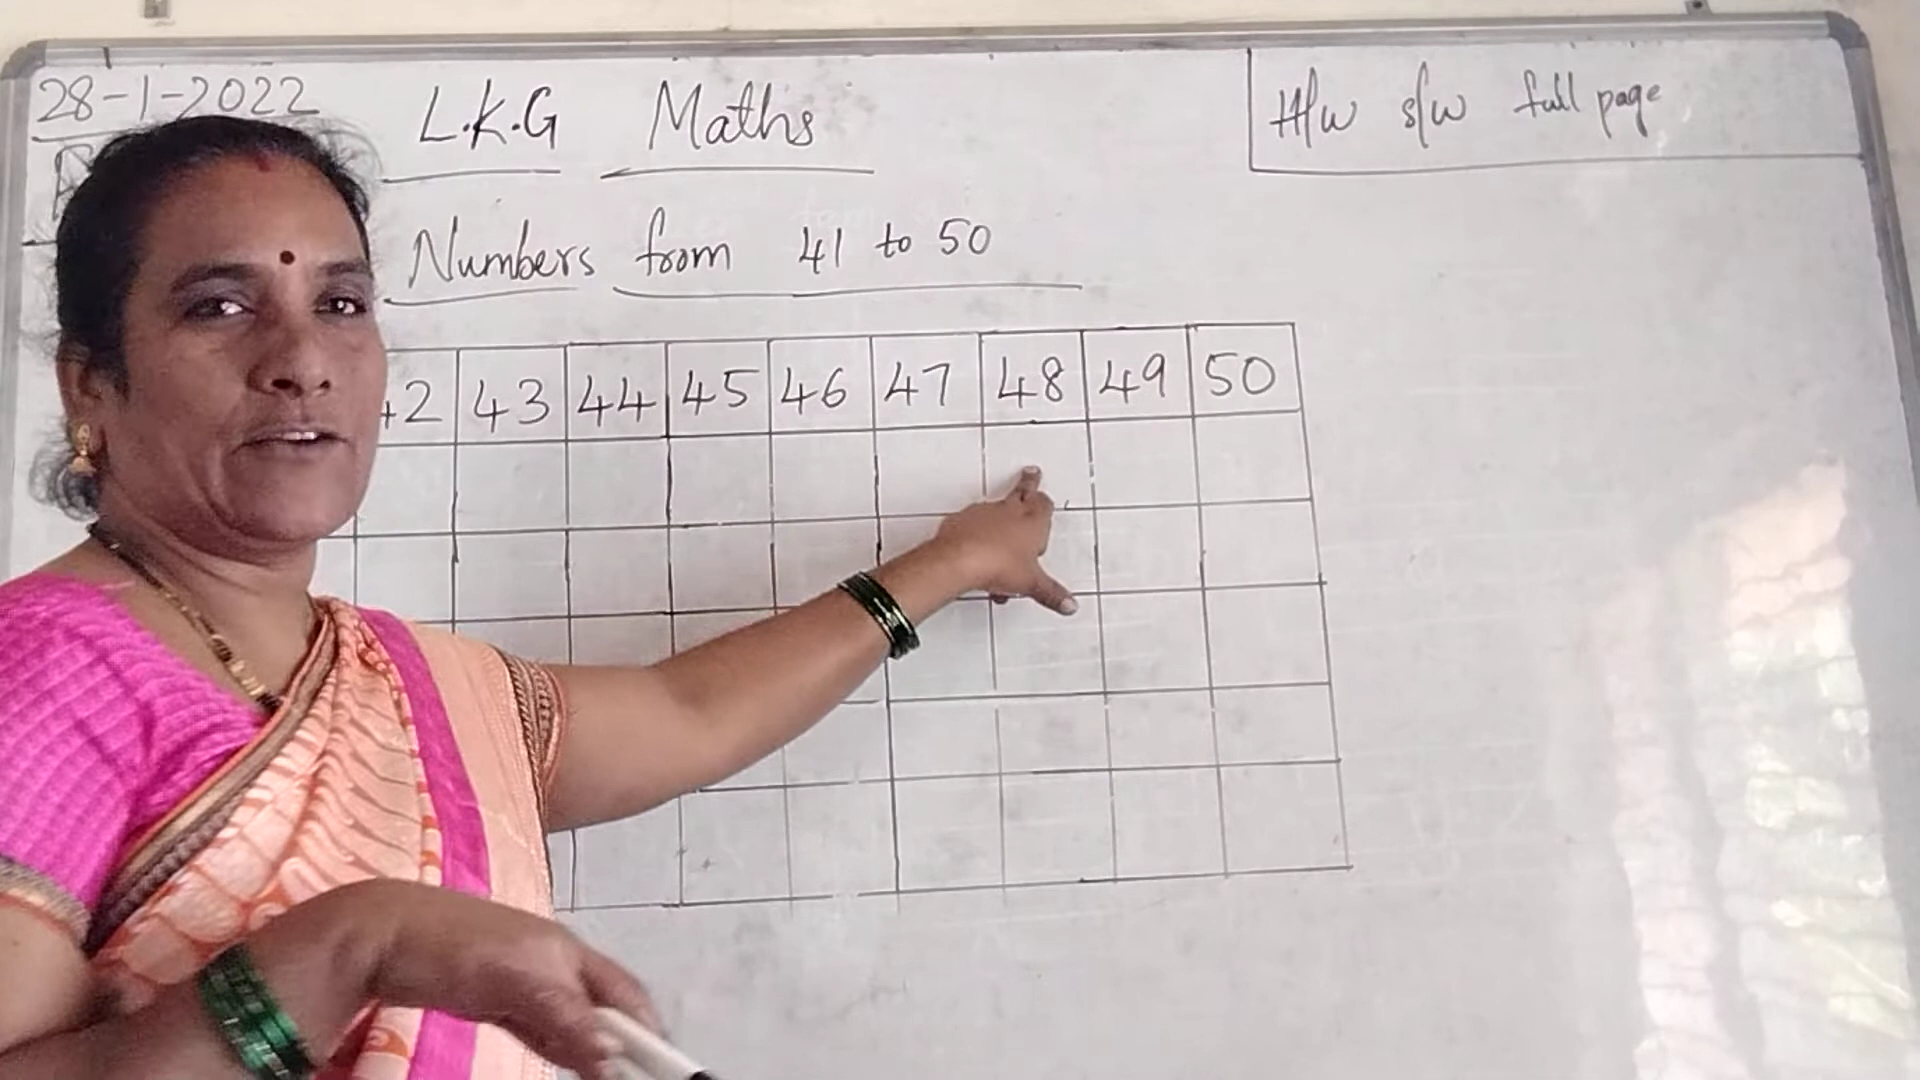 28-1-2022 L.K.G Maths H/w s/w full page
Numbers from 41 to 50
42 43 44 45 46 47 48 49 50